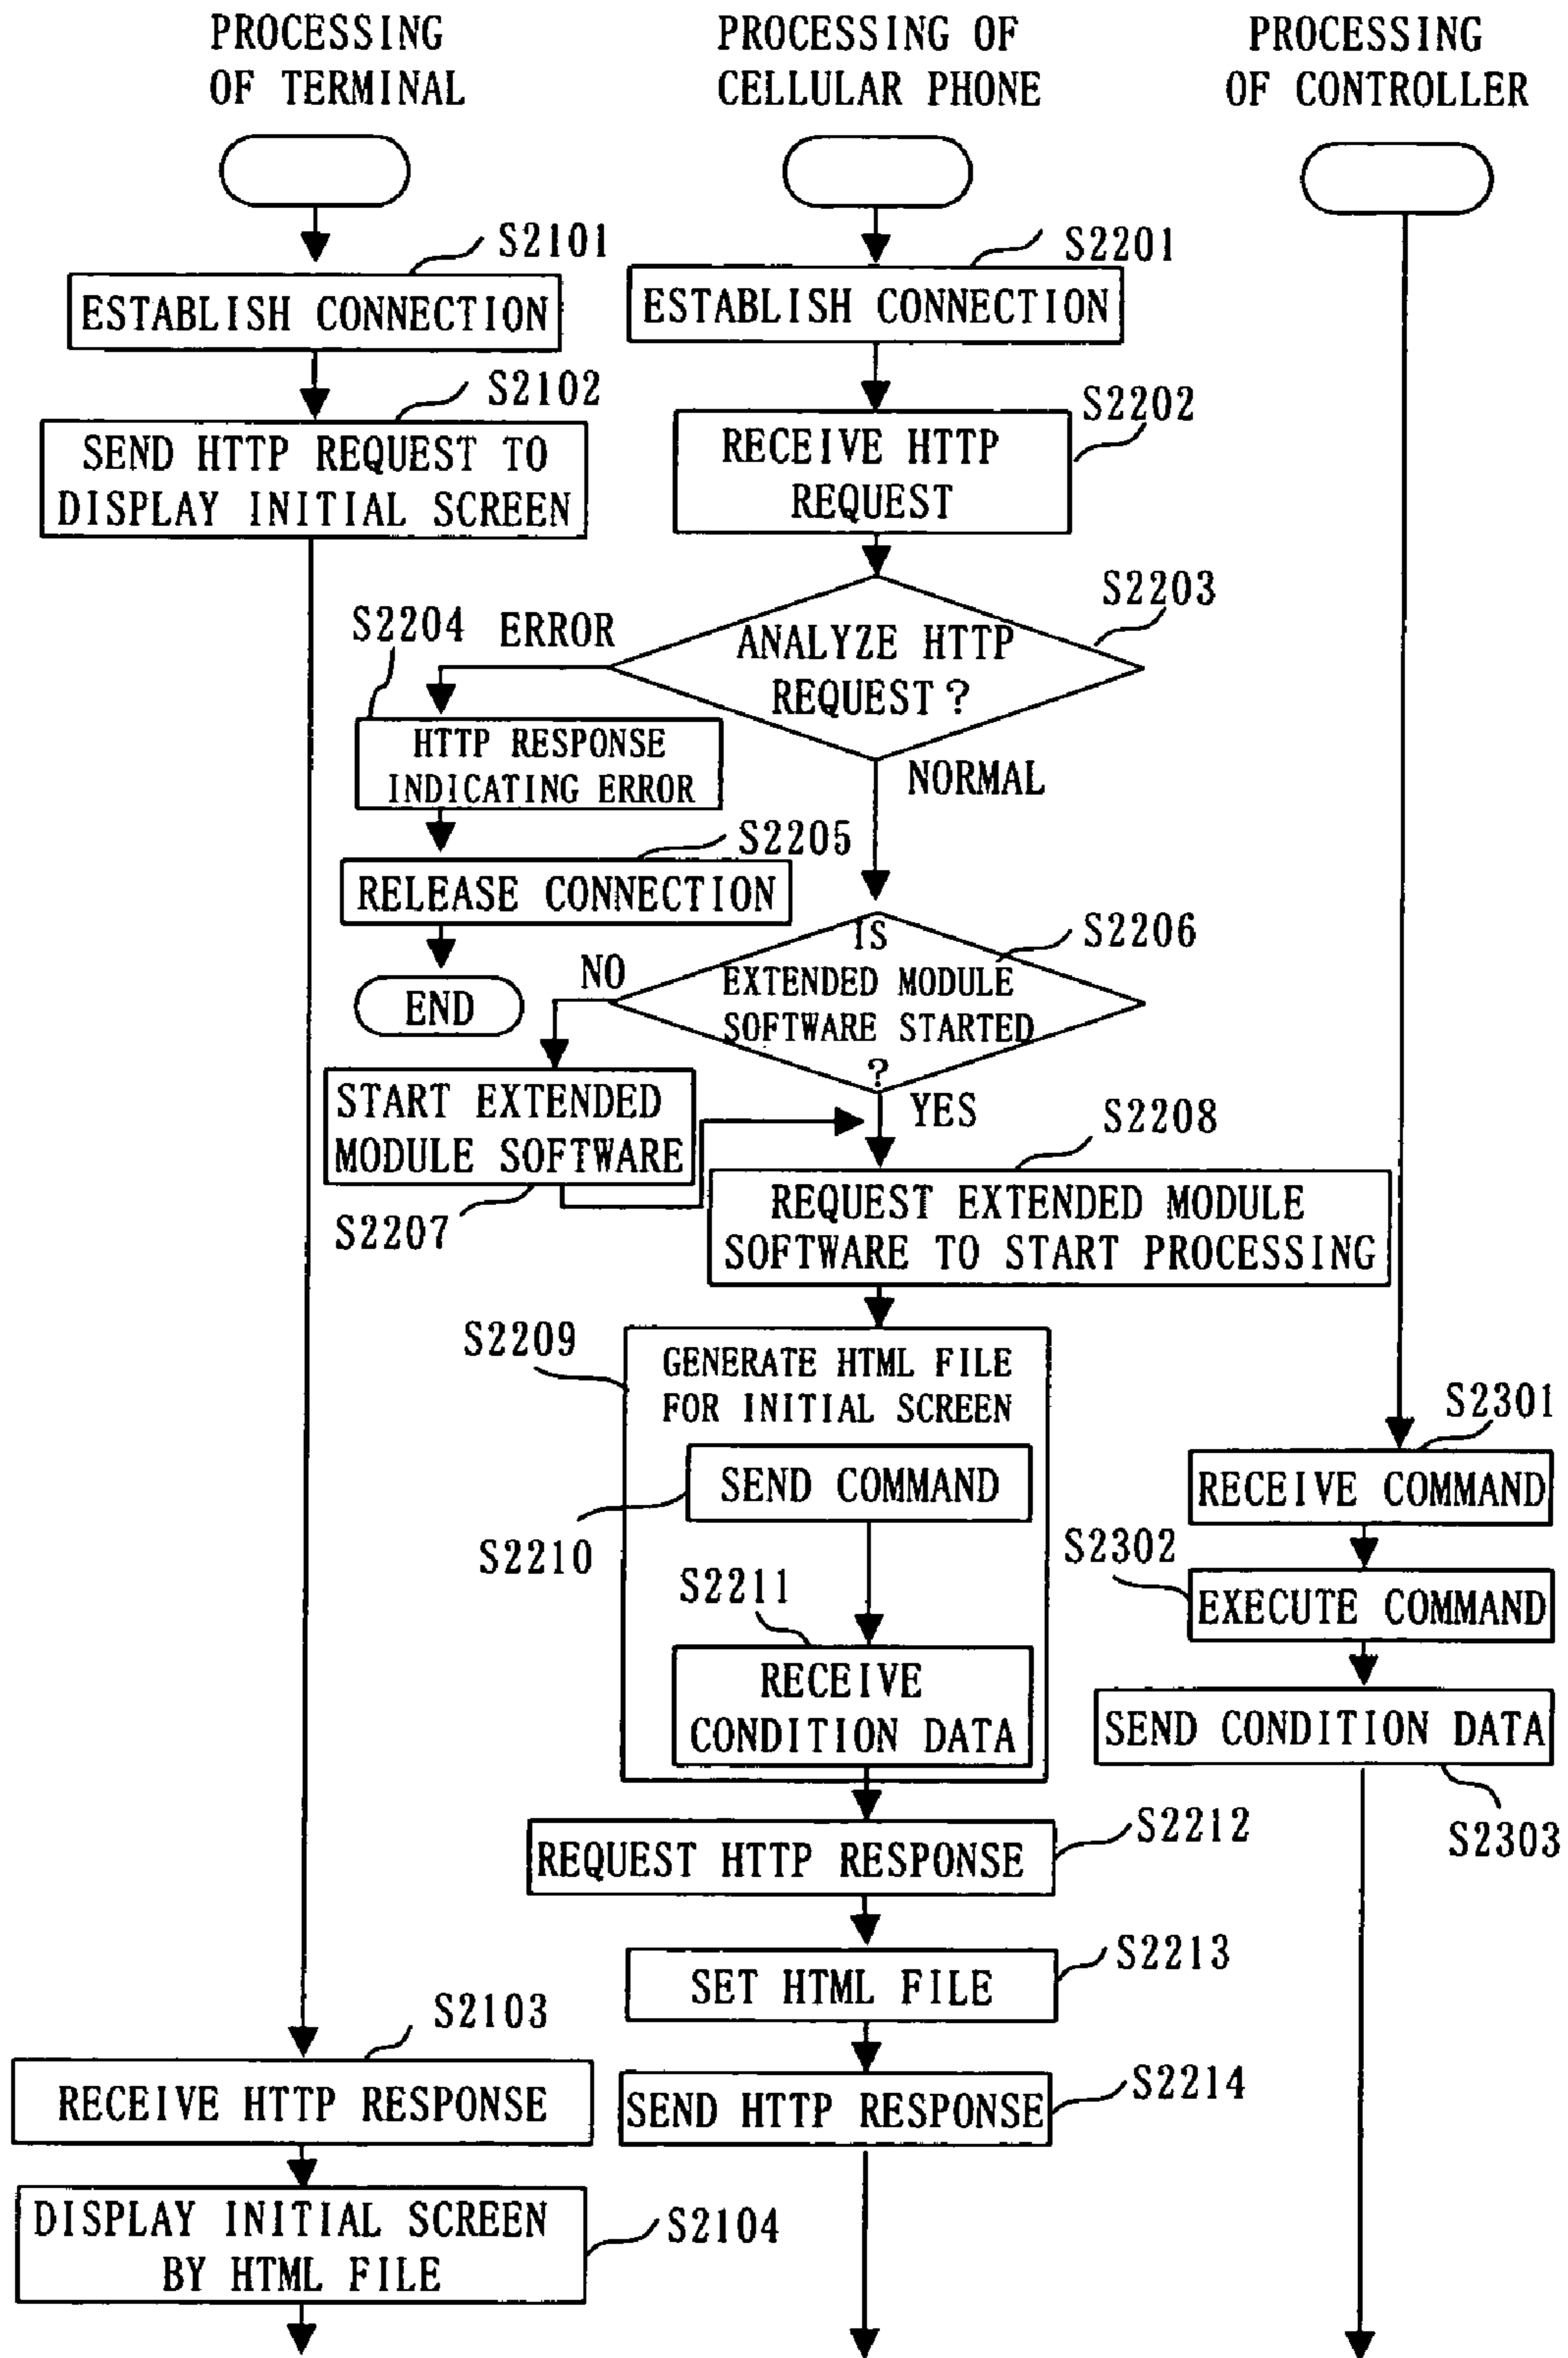 PROCESSING
OF TERMINAL
PROCESSING OF
CELLULAR PHONE
PROCESSING
OF CONTROLLER
S2101
ESTABLISH CONNECTION
S2201
ESTABLISH CONNECTION
S2102
SEND HTTP REQUEST TO
DISPLAY INITIAL SCREEN
S2202
RECEIVE HTTP
REQUEST
S2203
ANALYZE HTTP
REQUEST?
ERROR
S2204
HTTP RESPONSE
INDICATING ERROR
NORMAL
S2205
RELEASE CONNECTION
END
S2206
IS
EXTENDED MODULE
SOFTWARE STARTED
?
NO
YES
START EXTENDED
MODULE SOFTWARE
S2207
S2208
REQUEST EXTENDED MODULE
SOFTWARE TO START PROCESSING
S2209
GENERATE HTML FILE
FOR INITIAL SCREEN
SEND COMMAND
S2210
S2211
RECEIVE
CONDITION DATA
S2301
RECEIVE COMMAND
S2302
EXECUTE COMMAND
SEND CONDITION DATA
S2303
S2212
REQUEST HTTP RESPONSE
S2213
SET HTML FILE
S2214
SEND HTTP RESPONSE
S2103
RECEIVE HTTP RESPONSE
DISPLAY INITIAL SCREEN
BY HTML FILE
S2104